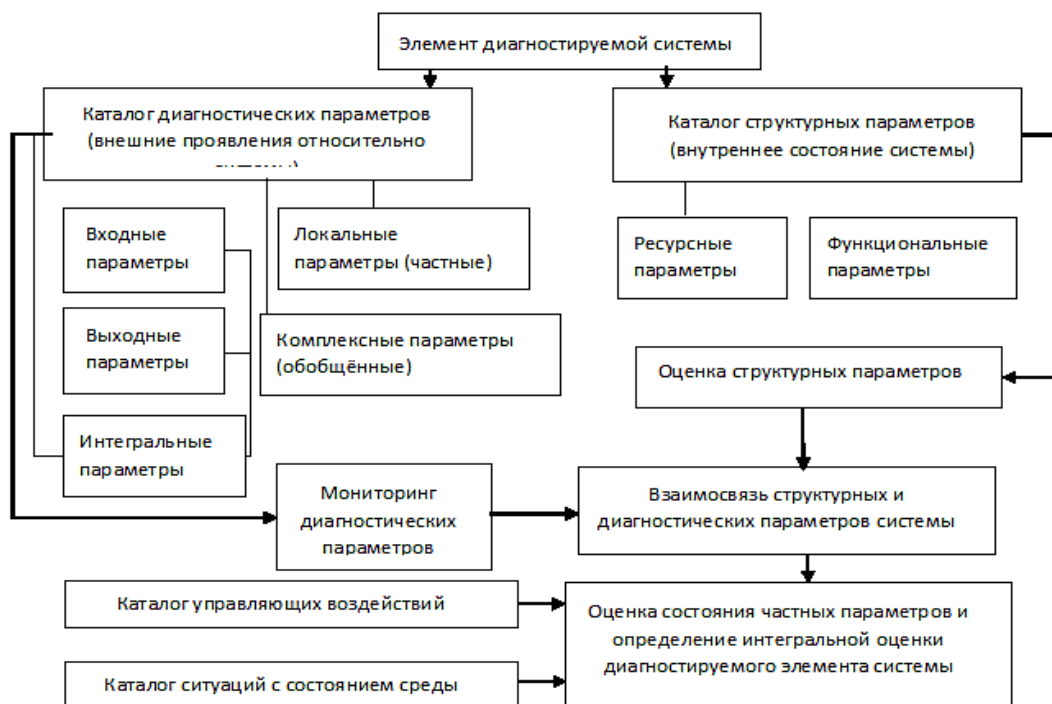 Элемент диагностируемой системы
Каталог диагностических параметров
(внешние проявления относительно
системы)
Каталог структурных параметров
(внутреннее состояние системы)
Входные
параметры
Локальные
параметры (частные)
Ресурсные
параметры
Функциональные
параметры
Выходные
параметры
Комплексные параметры
(обобщённые)
Оценка структурных параметров
Интегральные
параметры
Мониторинг
диагностических
параметров
Взаимосвязь структурных и
диагностических параметров системы
Каталог управляющих воздействий
Оценка состояния частных параметров и
определение интегральной оценки
диагностируемого элемента системы
Каталог ситуаций с состоянием среды